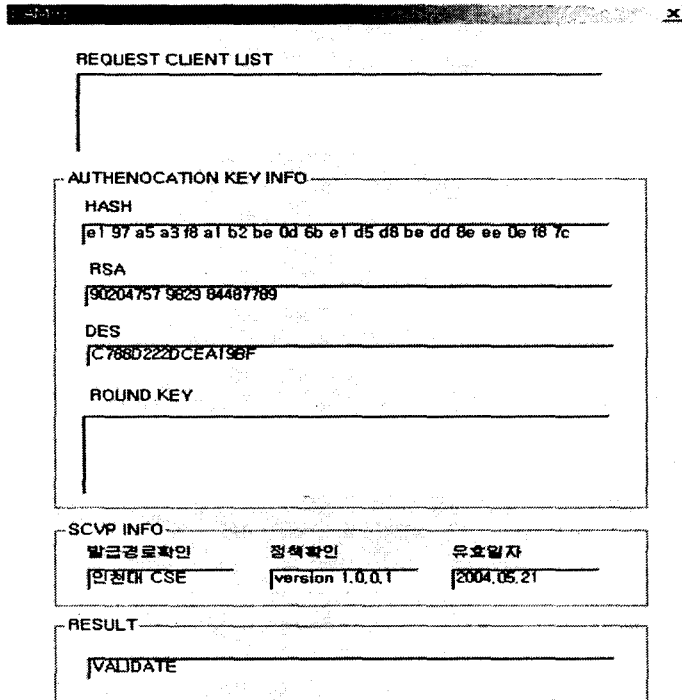 x
REQUEST CLIENT LIST
AUTHENOCATION KEY INFO
HASH
e1 97 a5 a3 f8 a1 b2 be 0d 6b e1 d5 d8 be dd 8e ee 0e f8 7c
RSA
90204757 9829 84487789
DES
C788D222DCEA19BF
ROUND KEY
SCVP INFO
발급경로확인 정책확인 유효일자
인천대 CSE version 1.0.0.1 2004.05.21
RESULT
VALIDATE